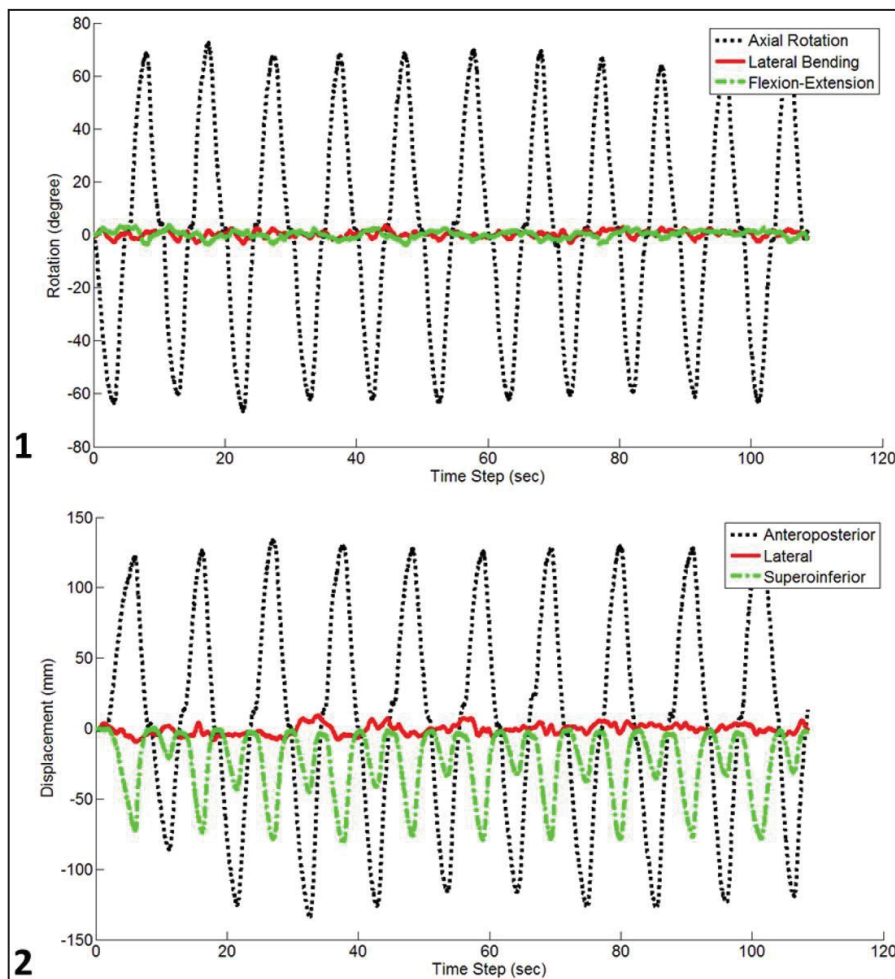 80
60
40
20
0
-20
-40
-60
-80
Rotation (degree)
Axial Rotation
Lateral Bending
Flexion-Extension
0 20 40 60 80 100 120
Time Step (sec)
1
150
100
50
0
-50
-100
-150
Displacement (mm)
Anteroposterior
Lateral
Superoinferior
0 20 40 60 80 100 120
Time Step (sec)
2